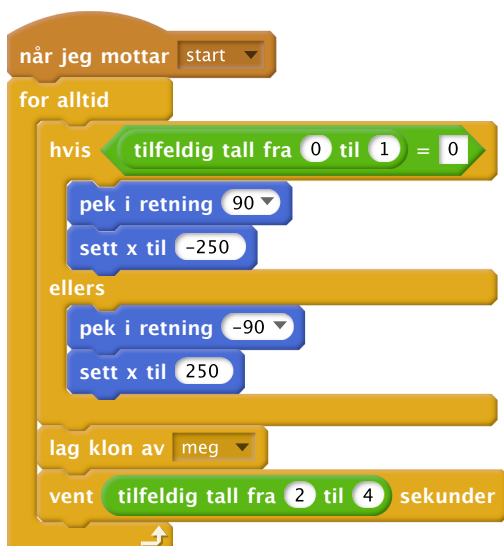 når jeg mottar start
for alltid
hvis tilfeldig tall fra 0 til 1 = 0
pek i retning 90
sett x til -250
ellers
pek i retning -90
sett x til 250
lag klon av meg
vent tilfeldig tall fra 2 til 4 sekunder